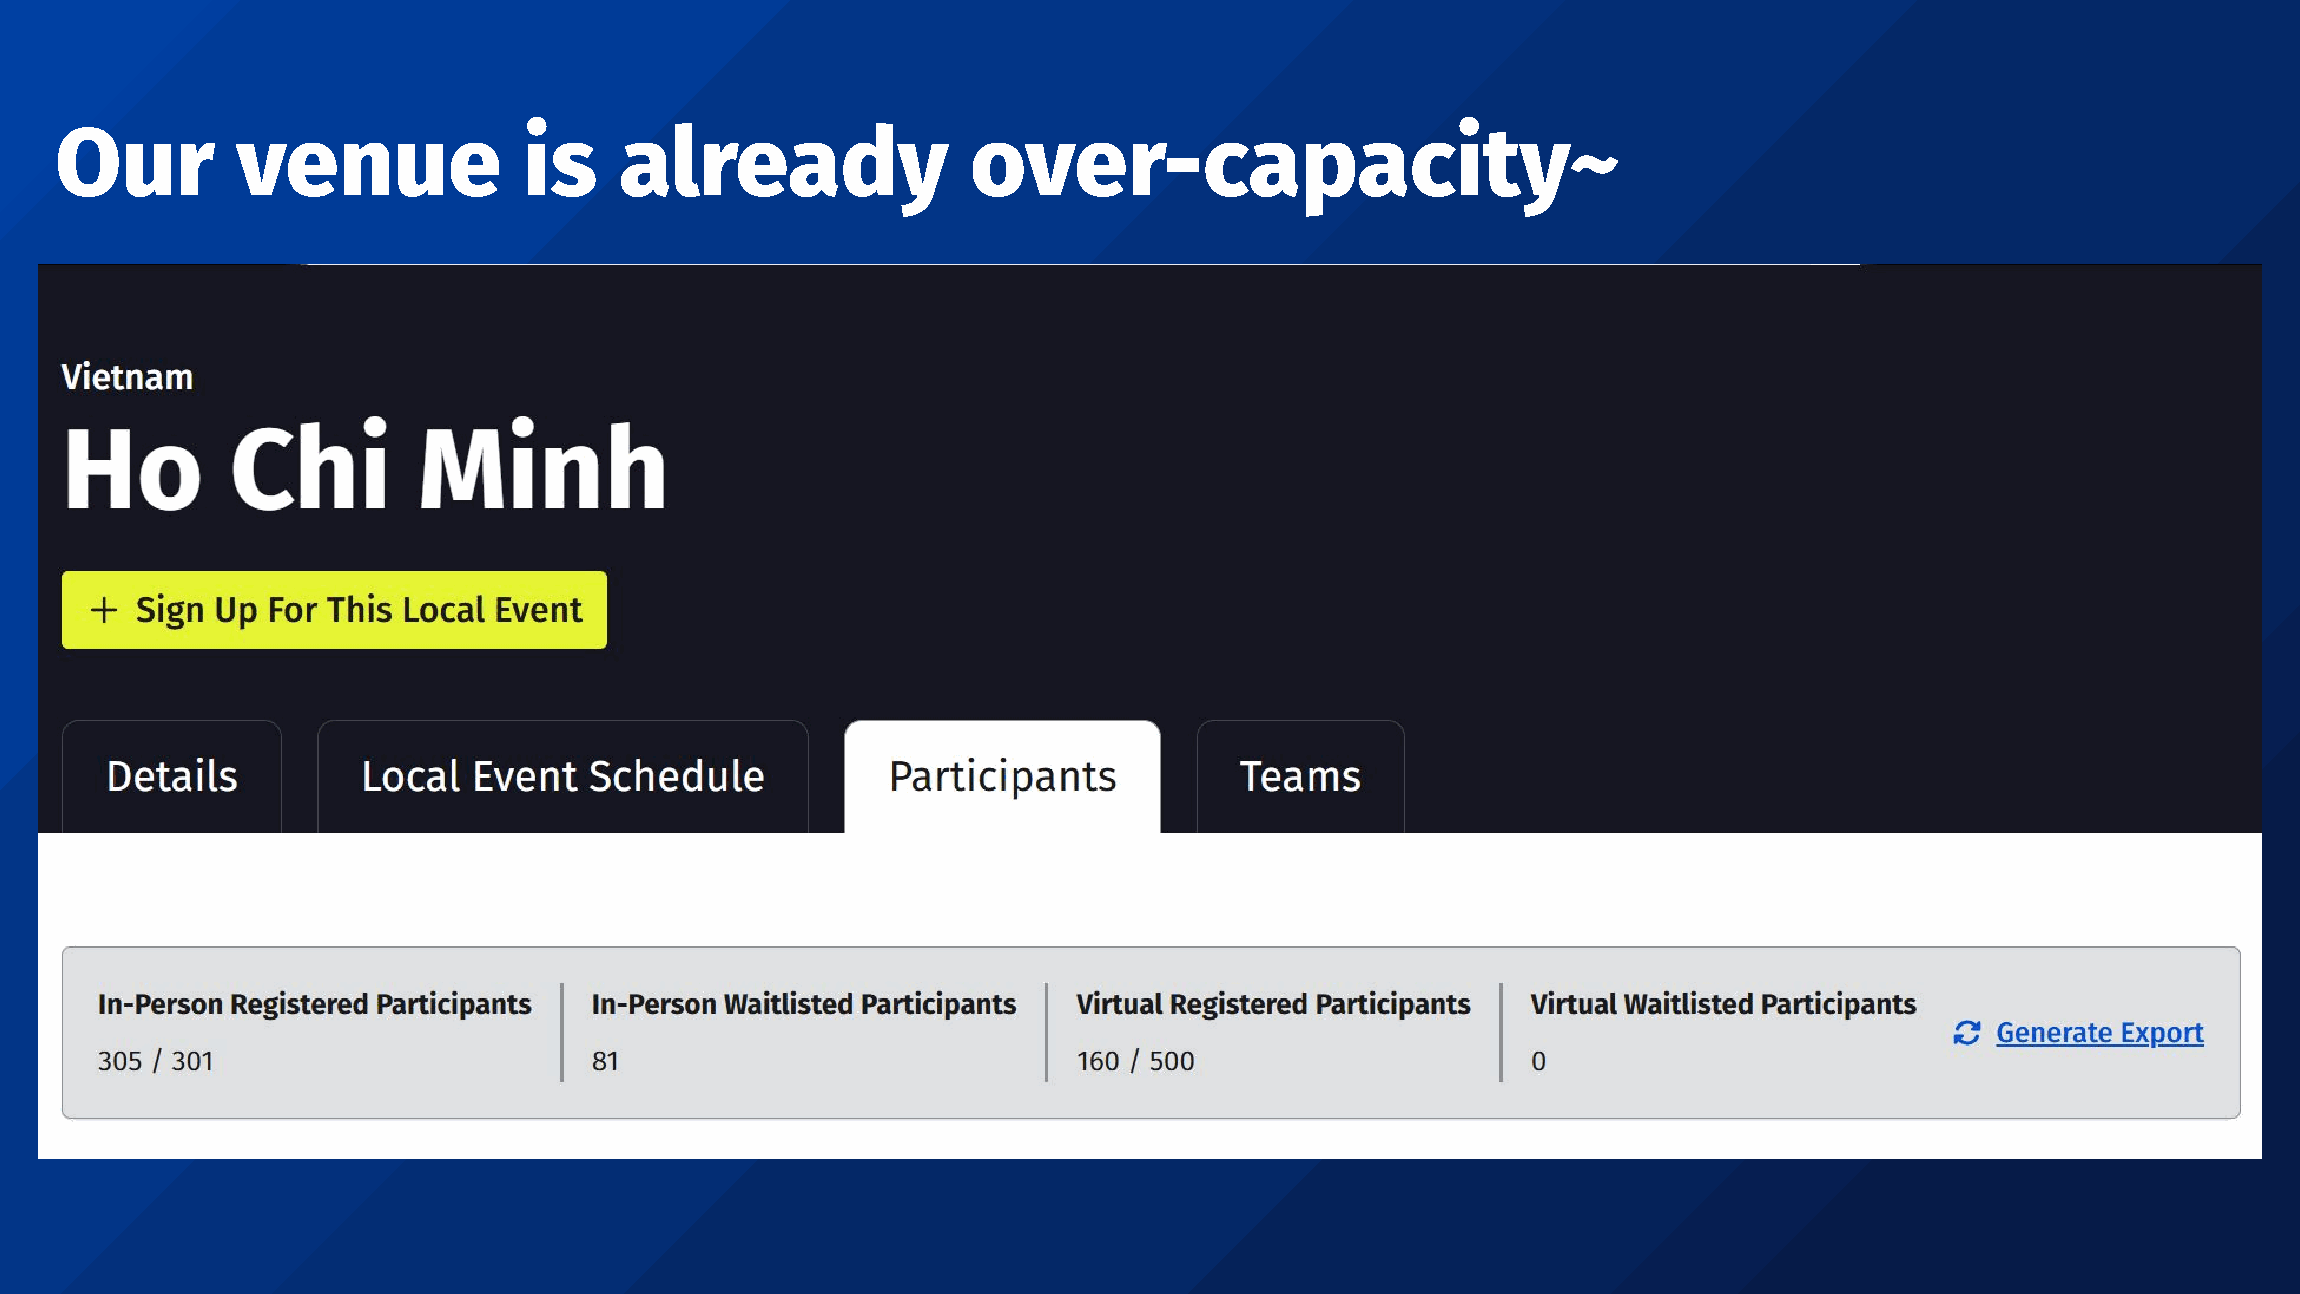 Our venue is already over-capacity~
Vietnam
Ho Chi Minh
+ Sign Up For This Local Event
Details
Local Event Schedule
Participants
Teams
In-Person Registered Participants
305 / 301
In-Person Waitlisted Participants
81
Virtual Registered Participants
160 / 500
Virtual Waitlisted Participants
0
Generate Export